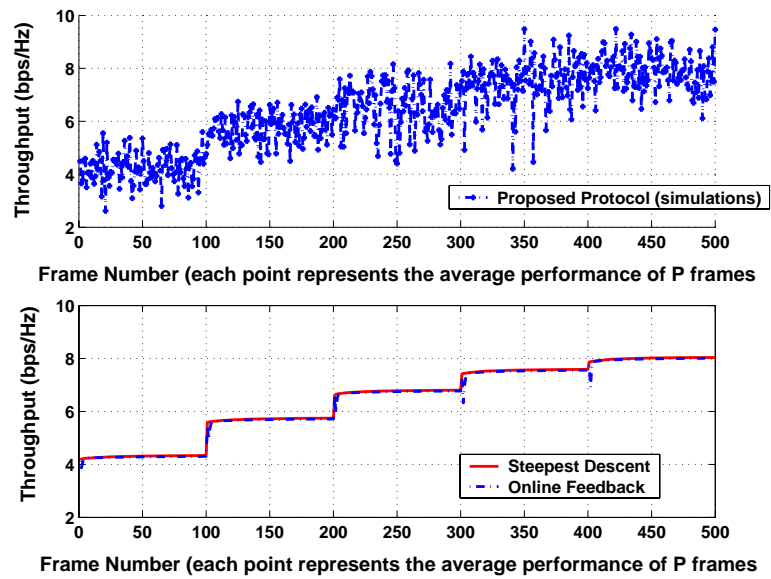 10
8
6
4
2
Throughput (bps/Hz)
Proposed Protocol (simulations)
0 50 100 150 200 250 300 350 400 450 500
Frame Number (each point represents the average performance of P frames
10
8
6
4
2
Throughput (bps/Hz)
Steepest Descent
Online Feedback
0 50 100 150 200 250 300 350 400 450 500
Frame Number (each point represents the average performance of P frames